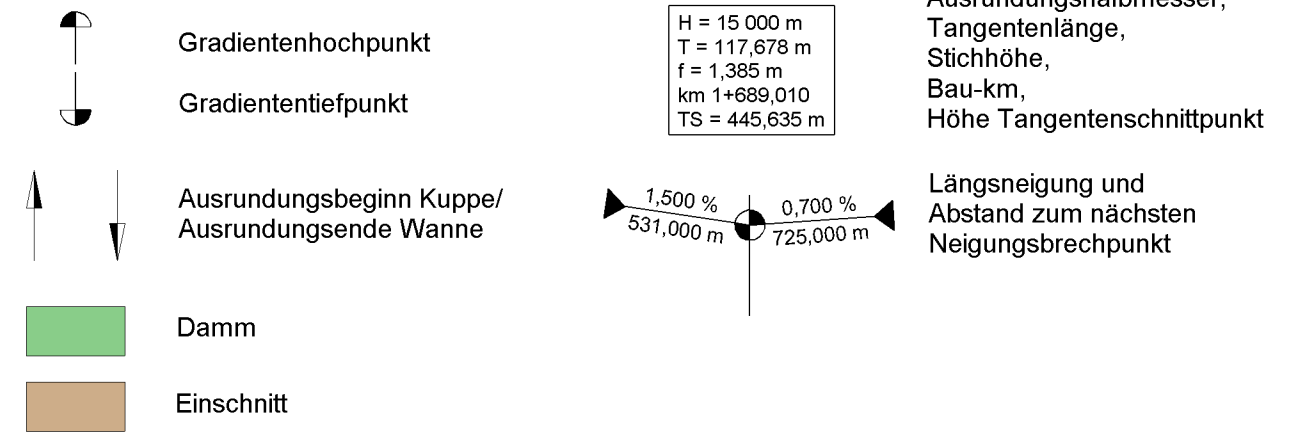 Gradientenhochpunkt
Gradiententiefpunkt
Ausrundungsbeginn Kuppe/
Ausrundungsende Wanne
Damm
Einschnitt
H = 15 000 m
T = 117,678 m
f = 1,385 m
km 1+689,010
TS = 445,635 m
Ausrundungshalbmesser,
Tangentenlänge,
Stichhöhe,
Bau-km,
Höhe Tangentenschnittpunkt
1,500 %
531,000 m
0,700 %
725,000 m
Längsneigung und
Abstand zum nächsten
Neigungsbrechpunkt